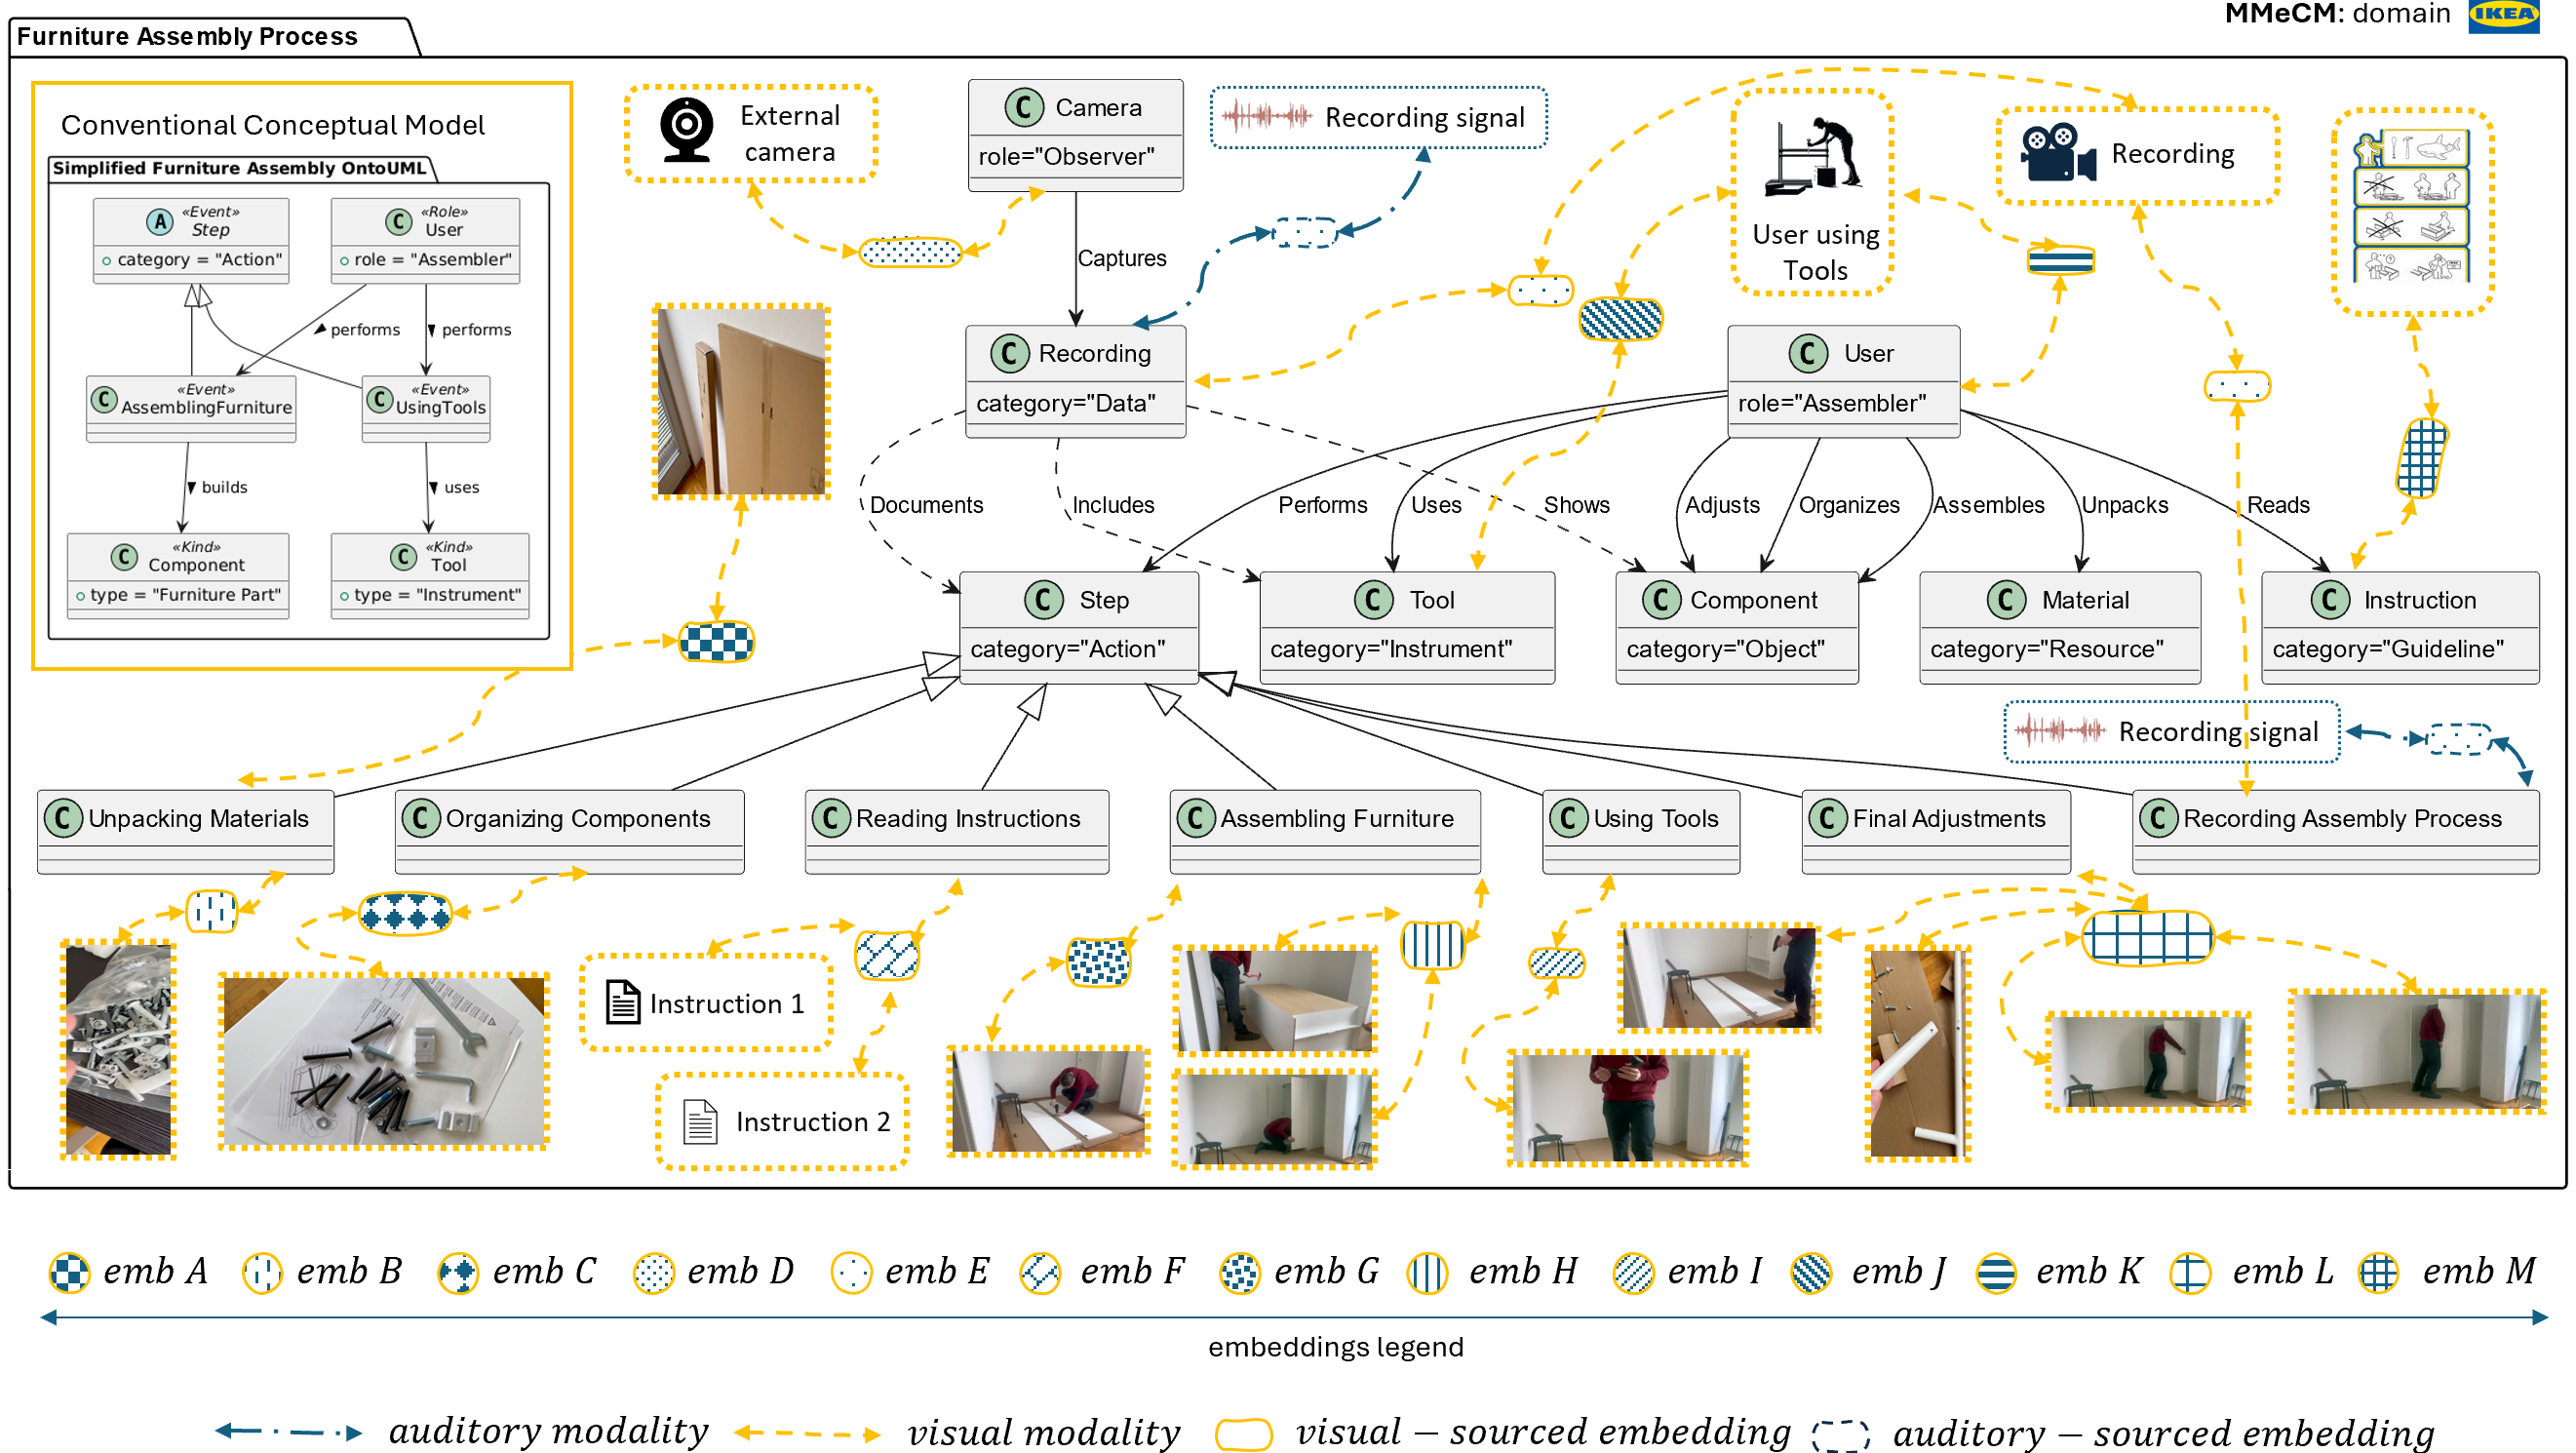 MMeCM: domain IKEA
Furniture Assembly Process
Conventional Conceptual Model
Simplified Furniture Assembly OntoUML
A «Event»
Step
category = "Action"
C «Role»
User
role = "Assembler"
performs
performs
C «Event»
AssemblingFurniture
C «Event»
UsingTools
builds
uses
C «Kind»
Component
type = "Furniture Part"
C «Kind»
Tool
type = "Instrument"
External
camera
C Camera
role="Observer"
Recording signal
User using
Tools
Recording
Captures
C Recording
category="Data"
C User
role="Assembler"
Documents
Includes
Performs
Uses
Shows
Adjusts
Organizes
Assembles
Unpacks
Reads
C Step
category="Action"
C Tool
category="Instrument"
C Component
category="Object"
C Material
category="Resource"
C Instruction
category="Guideline"
Recording signal
C Unpacking Materials
C Organizing Components
C Reading Instructions
C Assembling Furniture
C Using Tools
C Final Adjustments
C Recording Assembly Process
Instruction 1
Instruction 2
emb A
emb B
emb C
emb D
emb E
emb F
emb G
emb H
emb I
emb J
emb K
emb L
emb M
embeddings legend
auditory modality
visual modality
visual − sourced embedding
auditory − sourced embedding